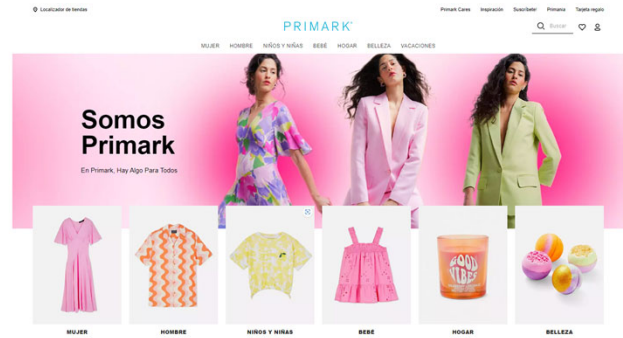 Localizador de tiendas
Primark Cares Inspiración Suscríbete! Primania Tarjeta regalo
PRIMARK®
Buscar
MUJER HOMBRE NIÑOS Y NIÑAS BEBÉ HOGAR BELLEZA VACACIONES
Somos
Primark
En Primark, Hay Algo Para Todos
GOOD
VIBES
MUJER HOMBRE NIÑOS Y NIÑAS BEBÉ HOGAR BELLEZA